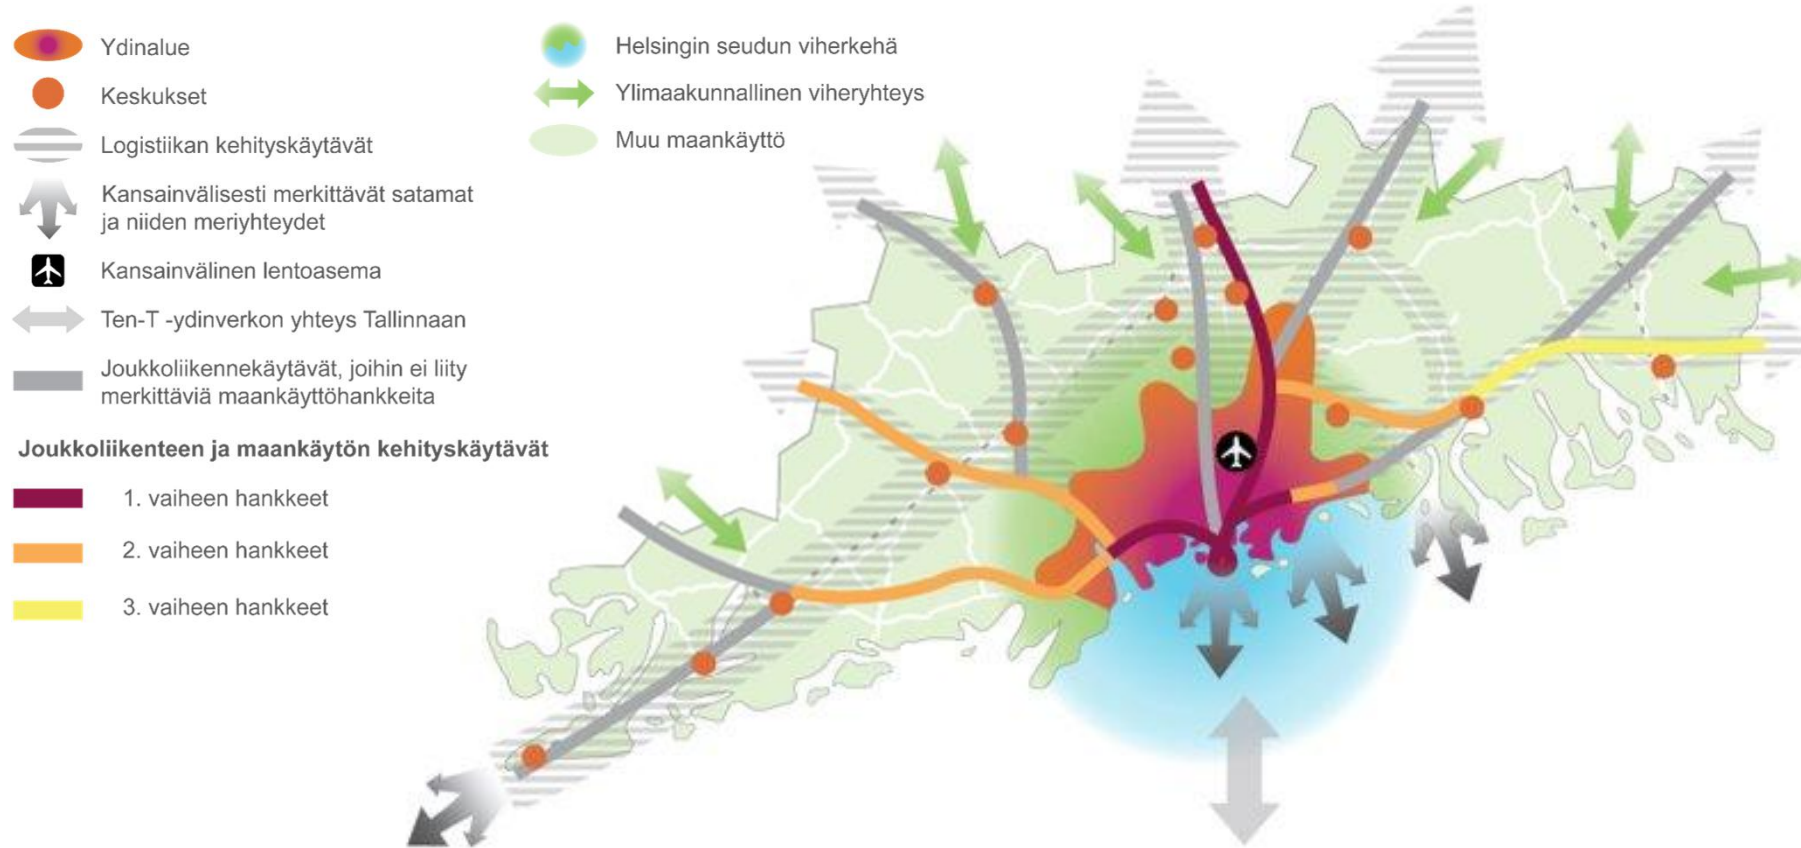 Ydinalue
Keskukset
Logistiikan kehityskäytävät
Kansainvälisesti merkittävät satamat
ja niiden meriyhteydet
Kansainvälinen lentoasema
Ten-T -ydinverkon yhteys Tallinnaan
Joukkoliikennekäytävät, joihin ei liity
merkittäviä maankäyttöhankkeita
Joukkoliikenteen ja maankäytön kehityskäytävät
1. vaiheen hankkeet
2. vaiheen hankkeet
3. vaiheen hankkeet
Helsingin seudun viherkehä
Ylimaakunnallinen viheryhteys
Muu maankäyttö